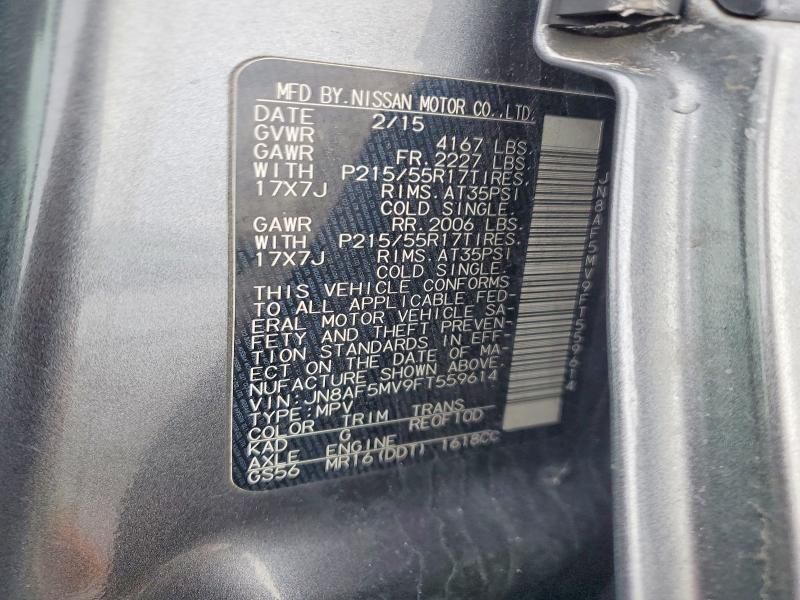 MFD BY. NISSAN MOTOR CO., LTD.
DATE 2/15
GVWR 4167 LBS.
GAWR FR. 2227 LBS.
WITH P215/55R17TIRES.
17X7J RIMS. AT35PSI
COLD SINGLE.
GAWR RR. 2006 LBS.
WITH P215/55R17TIRES.
17X7J RIMS. AT35PSI
COLD SINGLE.
THIS VEHICLE CONFORMS
TO ALL APPLICABLE FED-
ERAL MOTOR VEHICLE SA-
FETY AND THEFT PREVEN-
TION STANDARDS IN EFF-
ECT ON THE DATE OF MA-
NUFACTURE SHOWN ABOVE.
VIN: JN8AF5MV9FT559614
TYPE: MPV
COLOR TRIM TRANS
KAD G RE0F10D
AXLE ENGINE
GS56 MR16(DDT) 1618CC
JN8AF5MV9FT559614